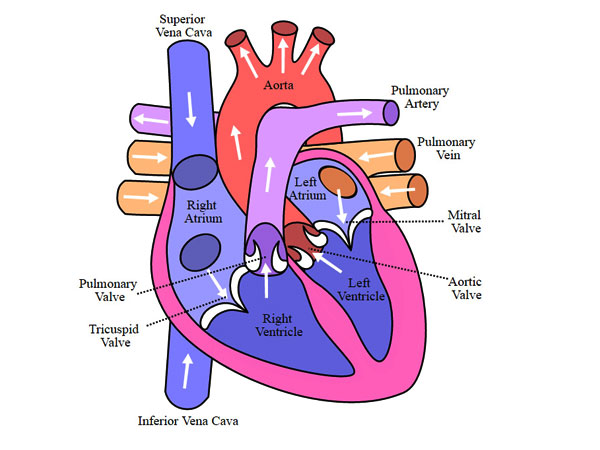 Superior
Vena Cava
Aorta
Pulmonary
Artery
Pulmonary
Vein
Left
Atrium
Right
Atrium
Mitral
Valve
Pulmonary
Valve
Left
Ventricle
Aortic
Valve
Tricuspid
Valve
Right
Ventricle
Inferior Vena Cava